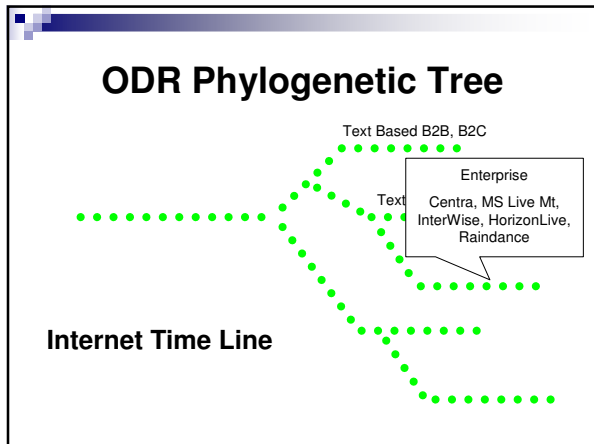 ODR Phylogenetic Tree
Text Based B2B, B2C
Text
Enterprise
Centra, MS Live Mt,
InterWise, HorizonLive,
Raindance
Internet Time Line